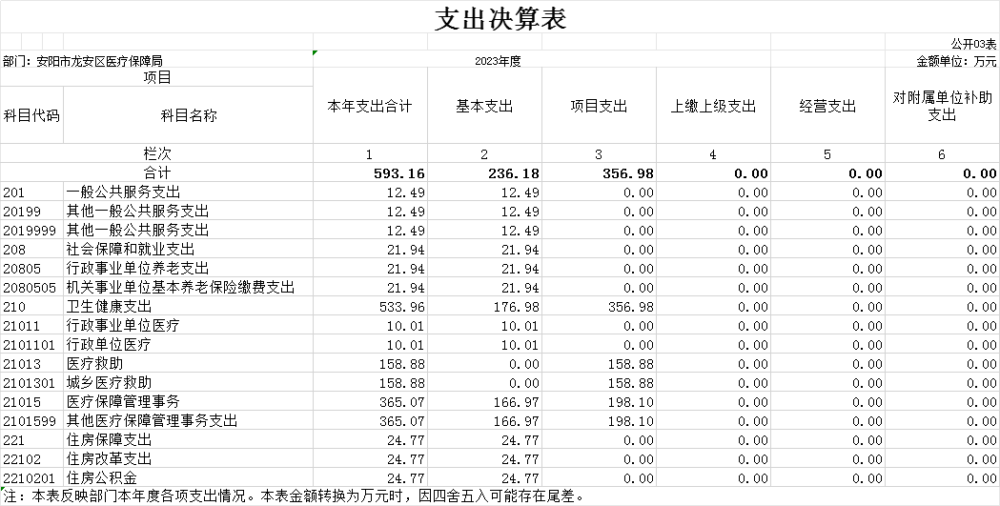 支出决算表
公开03表
部门：安阳市龙安区医疗保障局 2023年度 金额单位：万元
项目 本年支出合计 基本支出 项目支出 上缴上级支出 经营支出 对附属单位补助支出
科目代码 科目名称
栏次 1 2 3 4 5 6
合计 593.16 236.18 356.98 0.00 0.00 0.00
201 一般公共服务支出 12.49 12.49 0.00 0.00 0.00 0.00
20199 其他一般公共服务支出 12.49 12.49 0.00 0.00 0.00 0.00
2019999 其他一般公共服务支出 12.49 12.49 0.00 0.00 0.00 0.00
208 社会保障和就业支出 21.94 21.94 0.00 0.00 0.00 0.00
20805 行政事业单位养老支出 21.94 21.94 0.00 0.00 0.00 0.00
2080505 机关事业单位基本养老保险缴费支出 21.94 21.94 0.00 0.00 0.00 0.00
210 卫生健康支出 533.96 176.98 356.98 0.00 0.00 0.00
21011 行政事业单位医疗 10.01 10.01 0.00 0.00 0.00 0.00
2101101 行政单位医疗 10.01 10.01 0.00 0.00 0.00 0.00
21013 医疗救助 158.88 0.00 158.88 0.00 0.00 0.00
2101301 城乡医疗救助 158.88 0.00 158.88 0.00 0.00 0.00
21015 医疗保障管理事务 365.07 166.97 198.10 0.00 0.00 0.00
2101599 其他医疗保障管理事务支出 365.07 166.97 198.10 0.00 0.00 0.00
221 住房保障支出 24.77 24.77 0.00 0.00 0.00 0.00
22102 住房改革支出 24.77 24.77 0.00 0.00 0.00 0.00
2210201 住房公积金 24.77 24.77 0.00 0.00 0.00 0.00
注：本表反映部门本年度各项支出情况。本表金额转换为万元时，因四舍五入可能存在尾差。